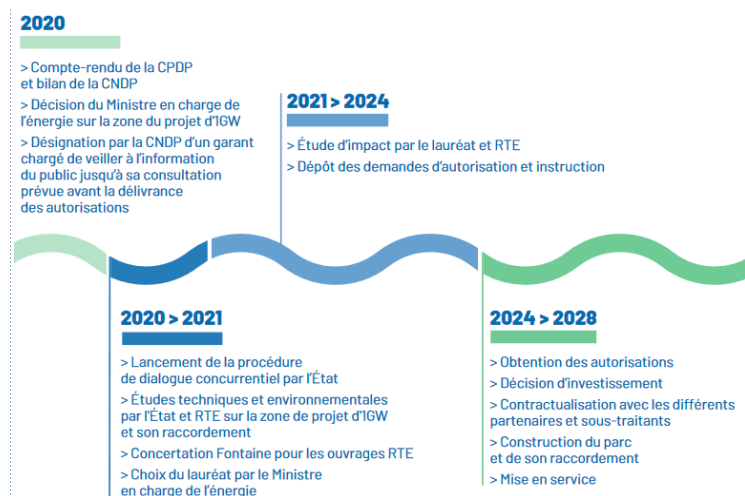 2020
> Compte-rendu de la CPDP
et bilan de la CNDP
> Décision du Ministre en charge de
l'énergie sur la zone du projet d'1GW
> Désignation par la CNDP d'un garant
chargé de veiller à l'information
du public jusqu'à sa consultation
prévue avant la délivrance
des autorisations
2021 > 2024
> Étude d'impact par le lauréat et RTE
> Dépôt des demandes d'autorisation et instruction
2020 > 2021
> Lancement de la procédure
de dialogue concurrentiel par l'État
> Études techniques et environnementales
par l'État et RTE sur la zone de projet d'1GW
et son raccordement
> Concertation Fontaine pour les ouvrages RTE
> Choix du lauréat par le Ministre
en charge de l'énergie
2024 > 2028
> Obtention des autorisations
> Décision d'investissement
> Contractualisation avec les différents
partenaires et sous-traitants
> Construction du parc
et de son raccordement
> Mise en service